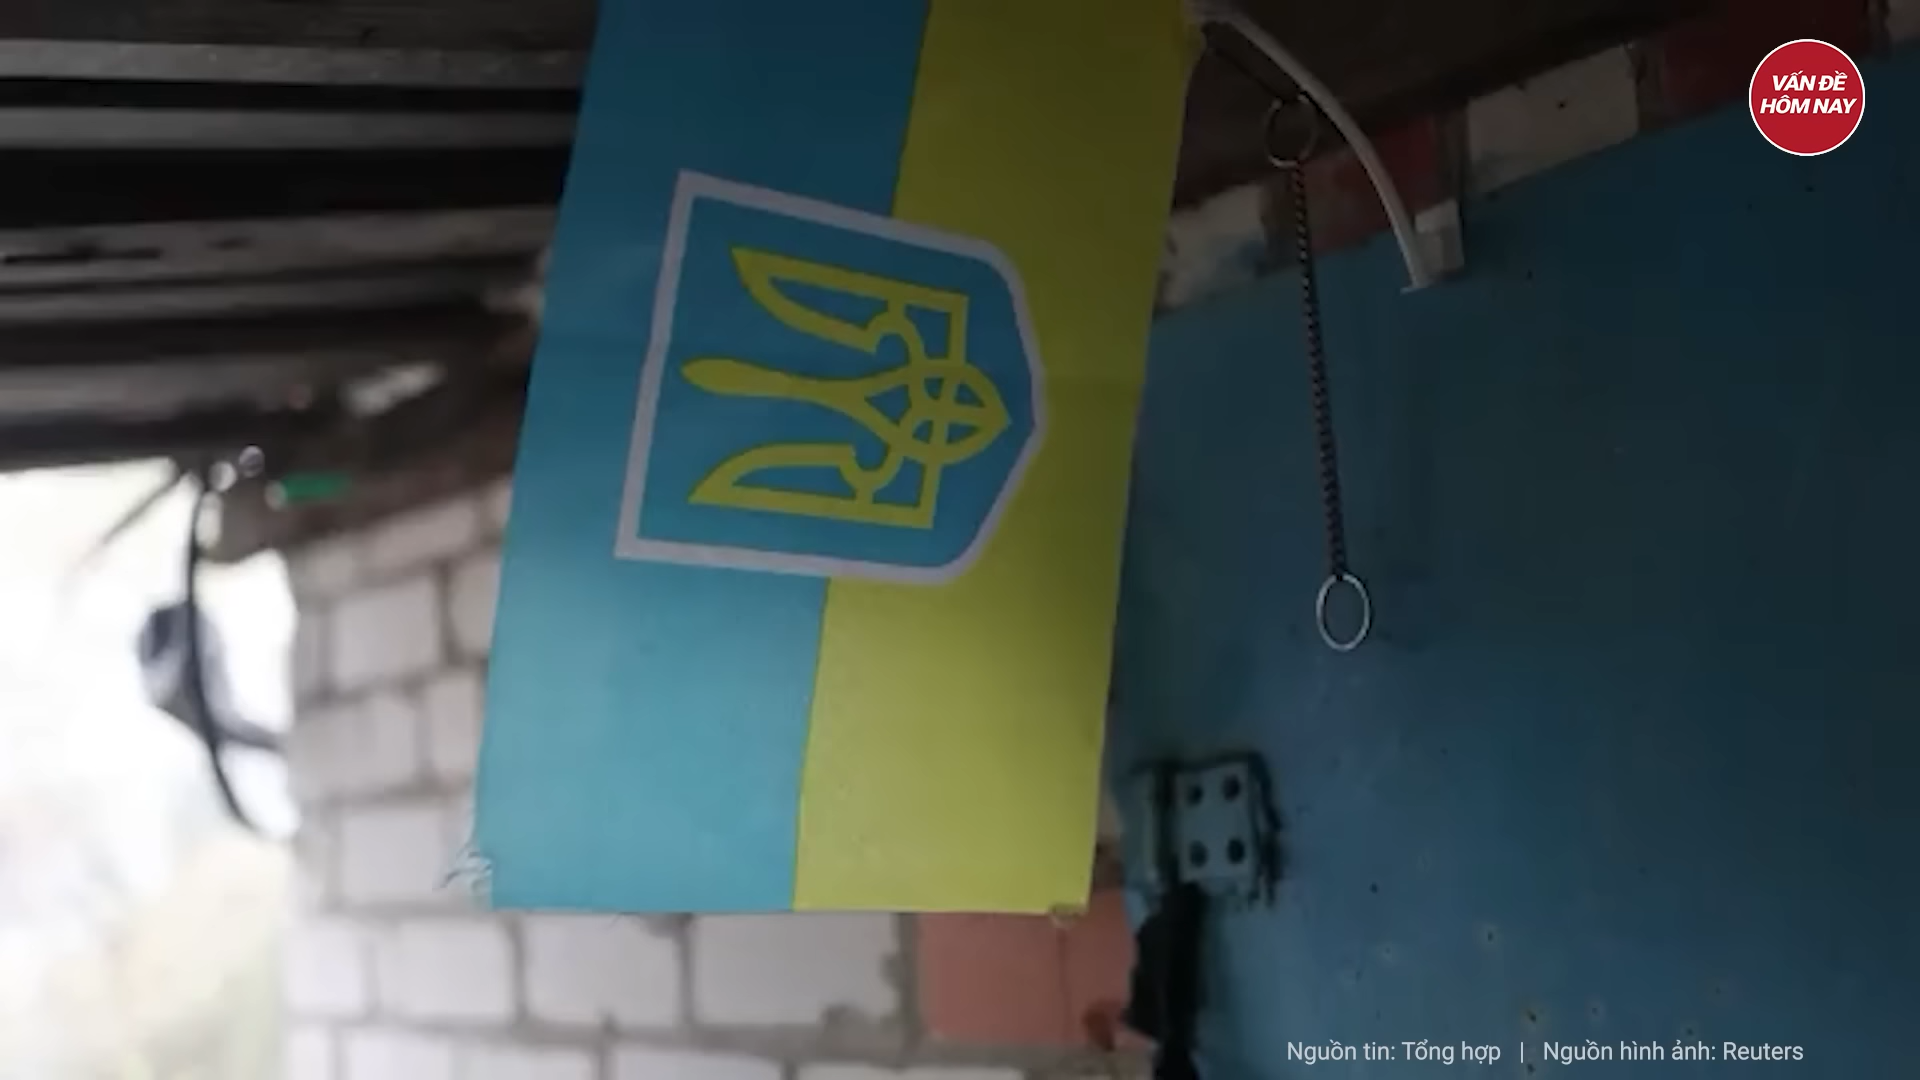 VẤN ĐỀ
HÔM NAY
Nguồn tin: Tổng hợp | Nguồn hình ảnh: Reuters